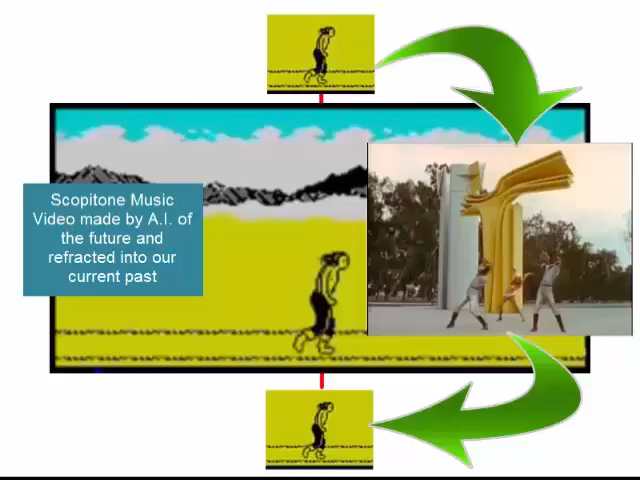 Scopitone Music
Video made by A.I. of
the future and
refracted into our
current past